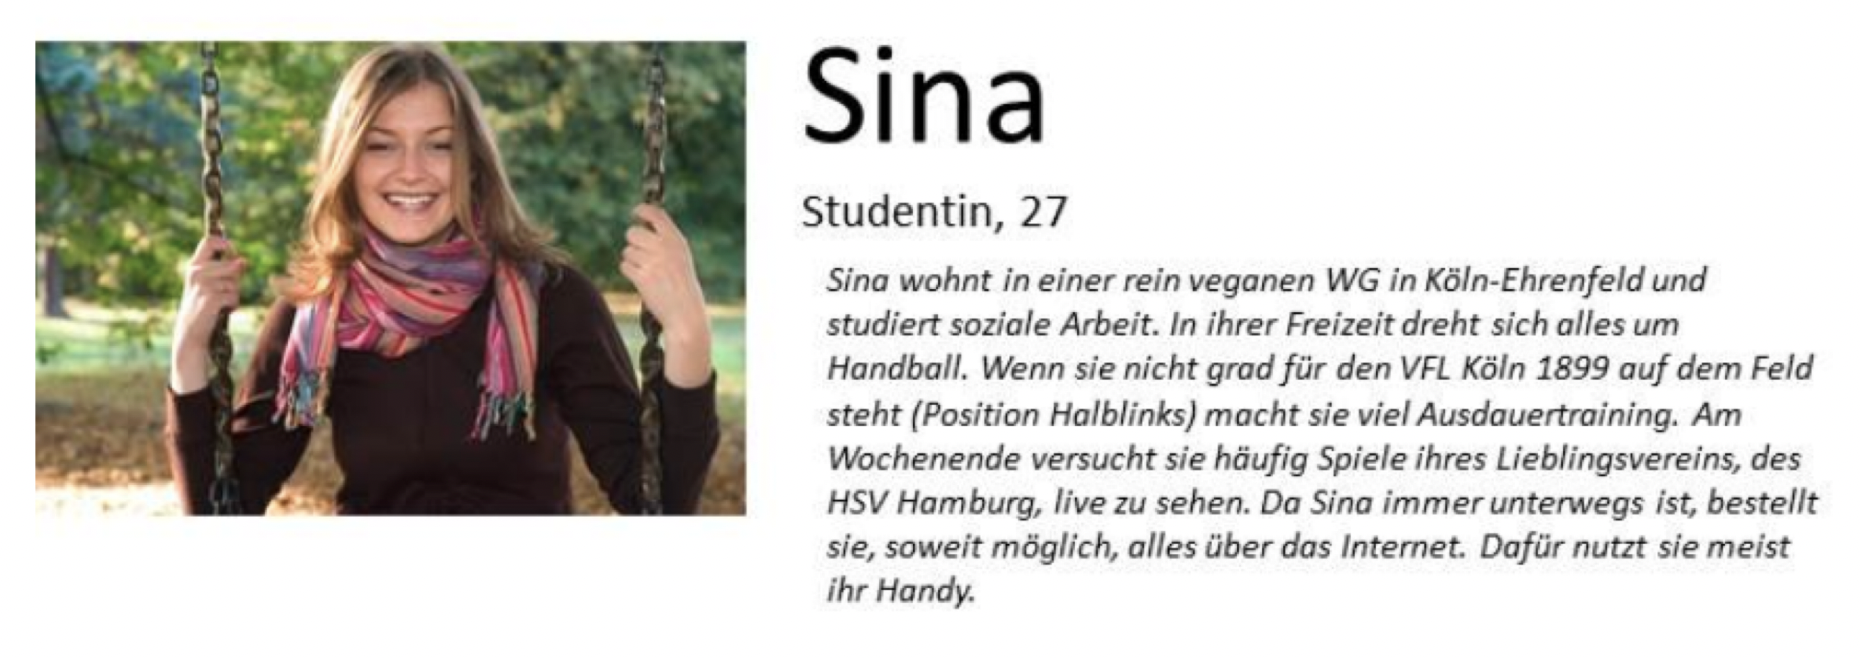 Sina
Studentin, 27
Sina wohnt in einer rein veganen WG in Köln-Ehrenfeld und
studiert soziale Arbeit. In ihrer Freizeit dreht sich alles um
Handball. Wenn sie nicht grad für den VFL Köln 1899 auf dem Feld
steht (Position Halblinks) macht sie viel Ausdauertraining. Am
Wochenende versucht sie häufig Spiele ihres Lieblingsvereins, des
HSV Hamburg, live zu sehen. Da Sina immer unterwegs ist, bestellt
sie, soweit möglich, alles über das Internet. Dafür nutzt sie meist
ihr Handy.